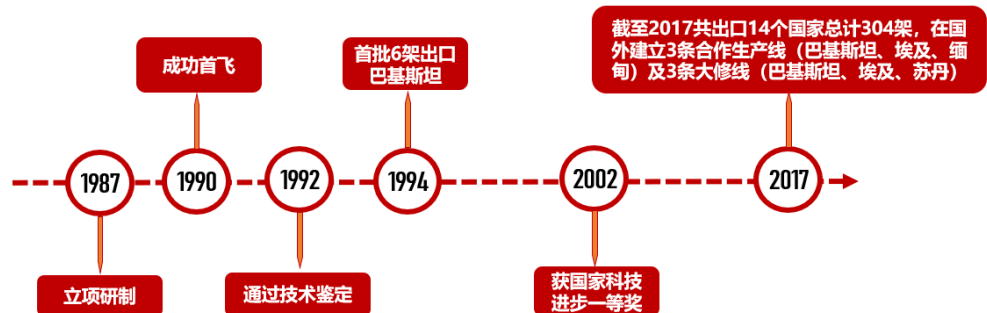 截至2017共出口14个国家总计304架，在国
外建立3条合作生产线（巴基斯坦、埃及、缅
甸）及3条大修线（巴基斯坦、埃及、苏丹）
成功首飞
首批6架出口
巴基斯坦
1987
1990
1992
1994
2002
2017
立项研制
通过技术鉴定
获国家科技
进步一等奖